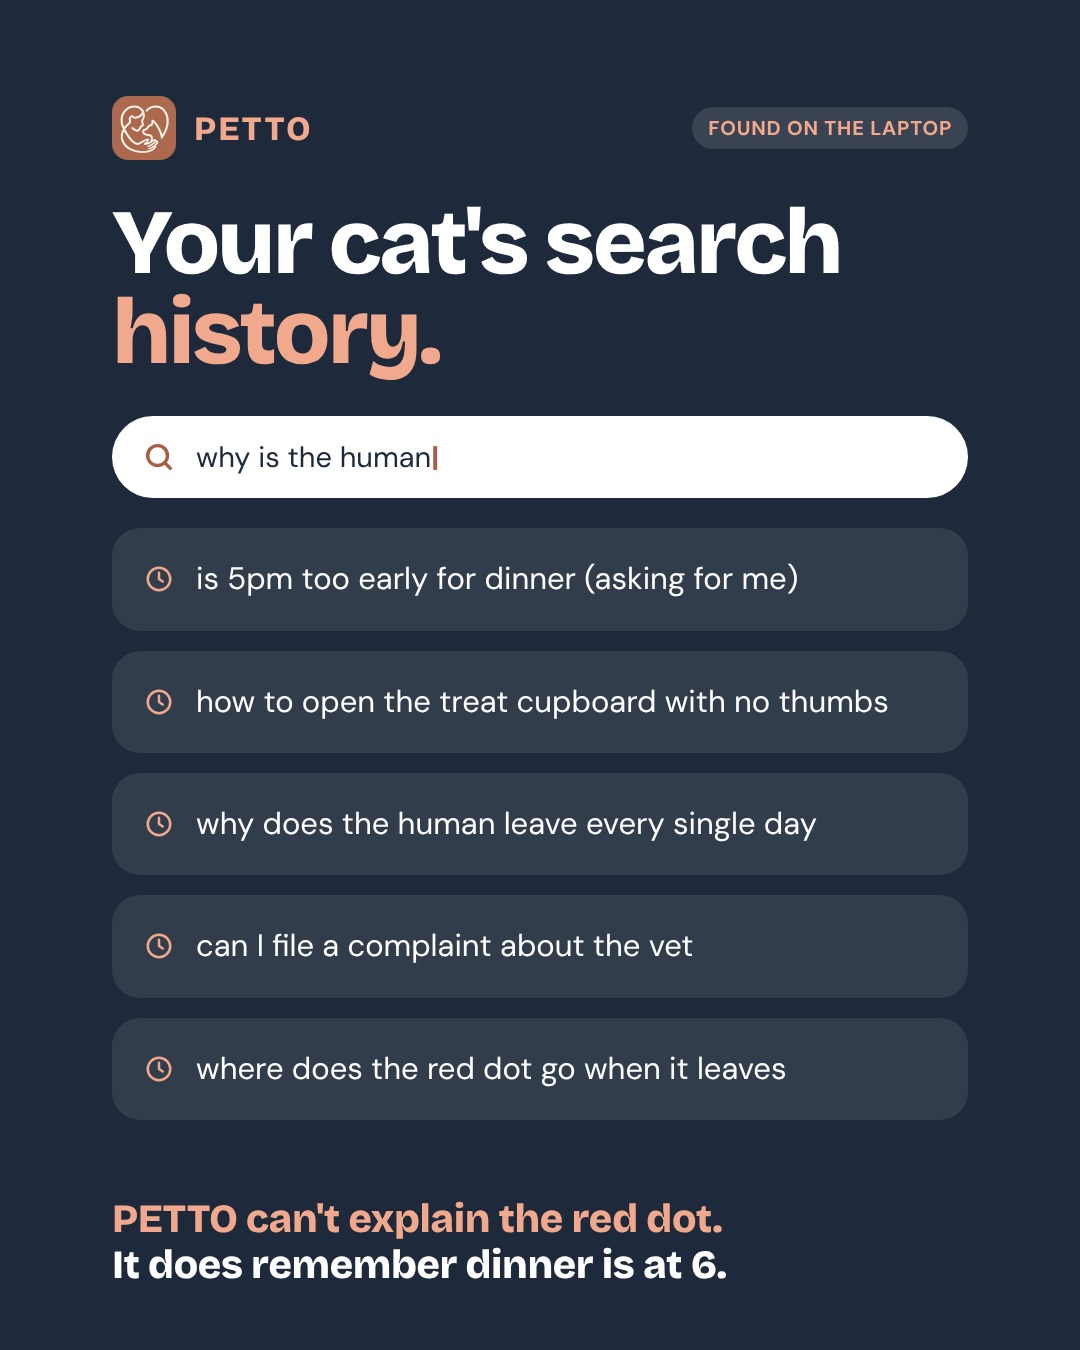 PETTO
FOUND ON THE LAPTOP
Your cat's search
history.
why is the human
is 5pm too early for dinner (asking for me)
how to open the treat cupboard with no thumbs
why does the human leave every single day
can I file a complaint about the vet
where does the red dot go when it leaves
PETTO can't explain the red dot.
It does remember dinner is at 6.